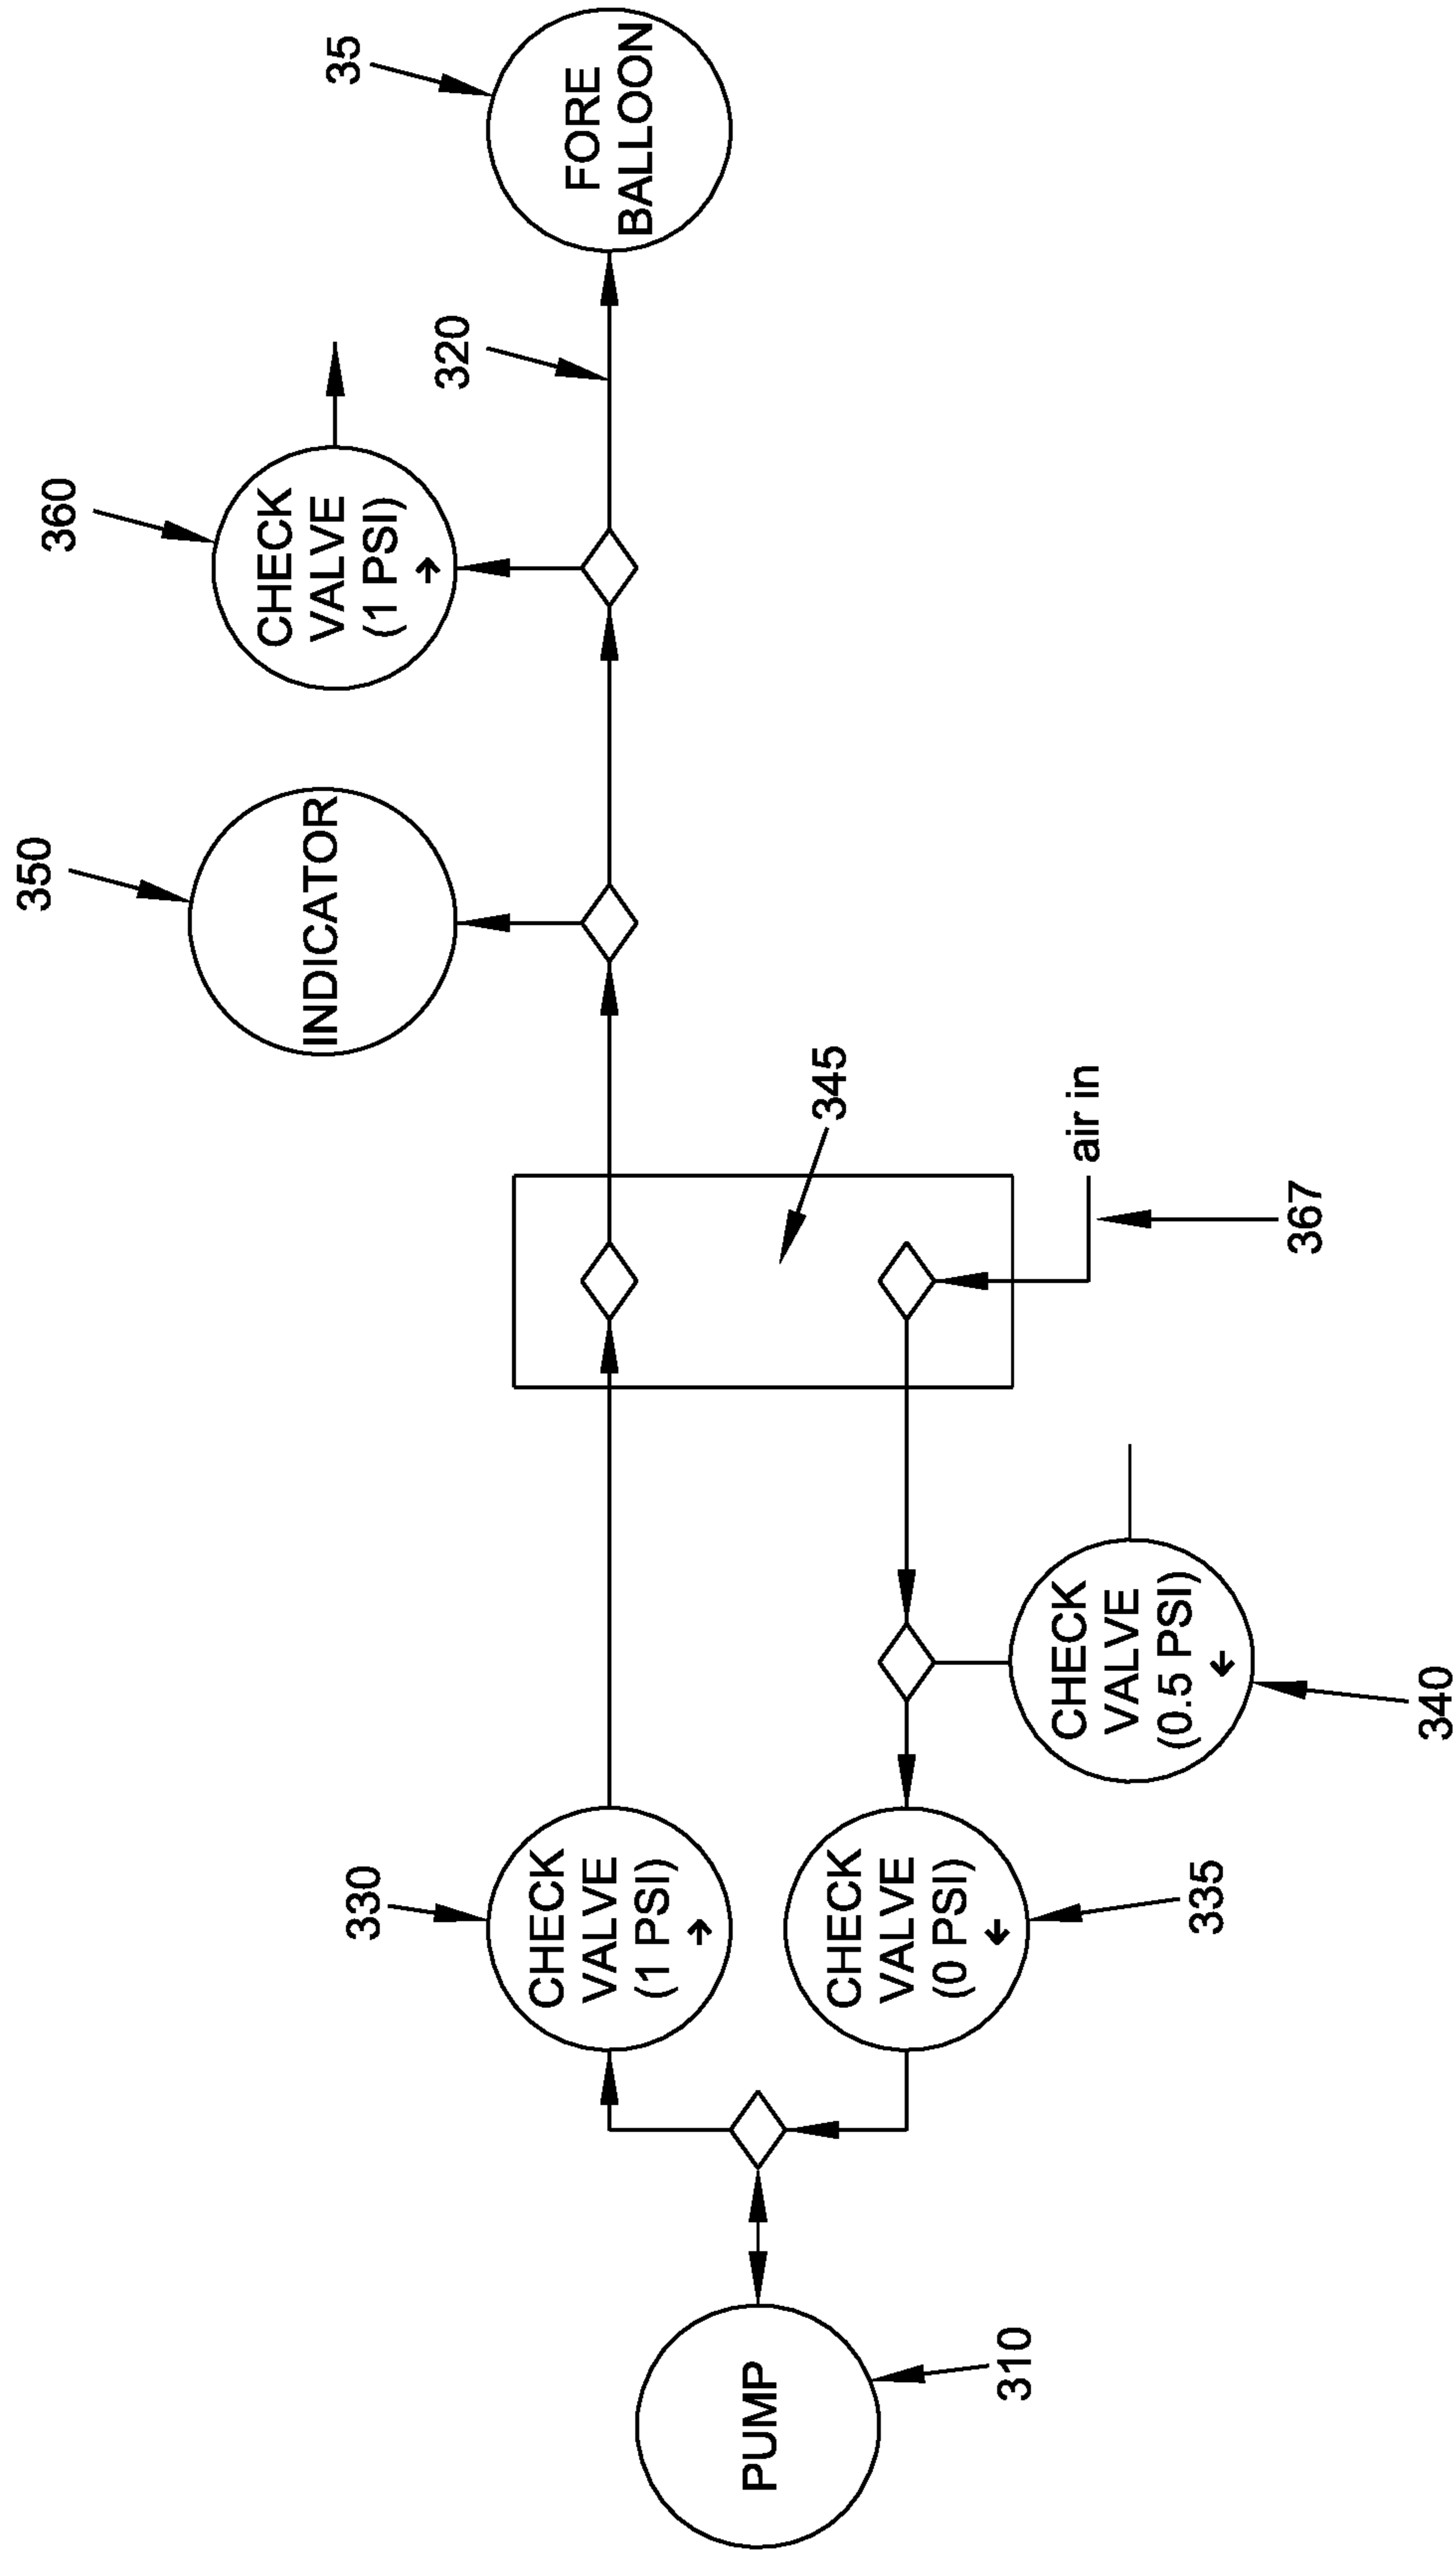 360
CHECK
VALVE
(1 PSI)
→
350
INDICATOR
35
FORE
BALLOON
320
330
CHECK
VALVE
(1 PSI)
→
345
335
CHECK
VALVE
(0 PSI)
←
PUMP
310
air in
367
CHECK
VALVE
(0.5 PSI)
←
340